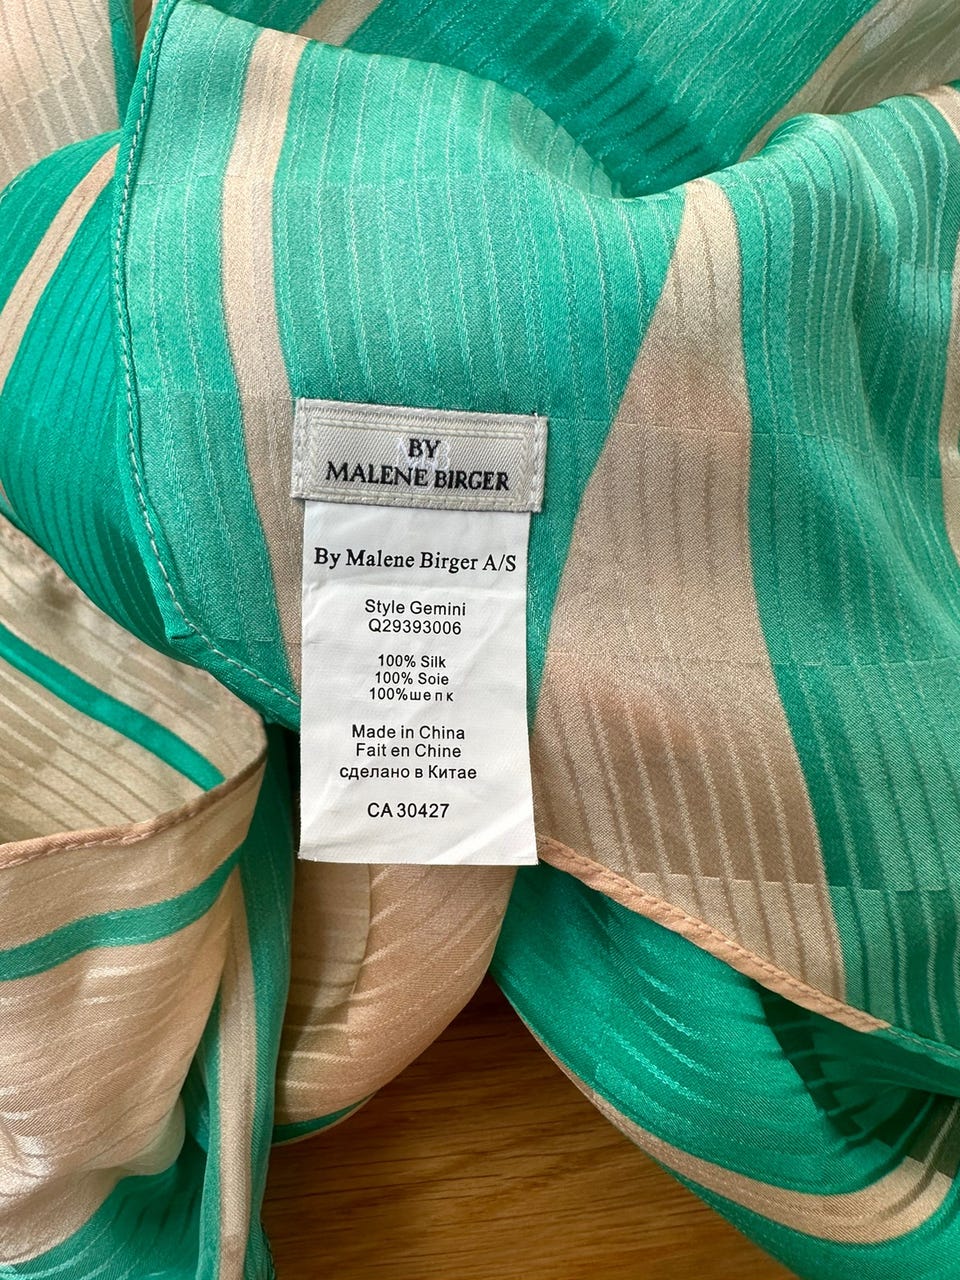 BY
MALENE BIRGER
By Malene Birger A/S
Style Gemini
Q29393006
100% Silk
100% Soie
100%ше п к
Made in China
Fait en Chine
сделано в Китае
CA 30427